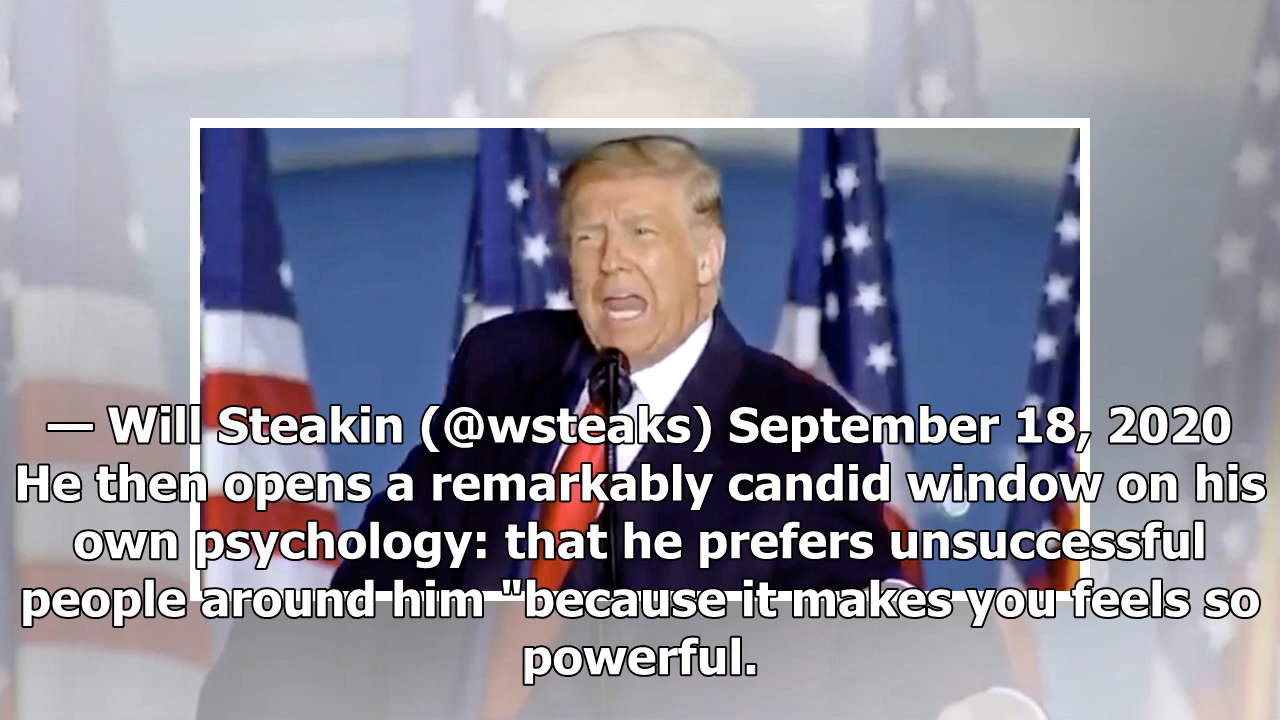 — Will Steakin (@wsteaks) September 18, 2020
He then opens a remarkably candid window on his
own psychology: that he prefers unsuccessful
people around him "because it makes you feels so
powerful.